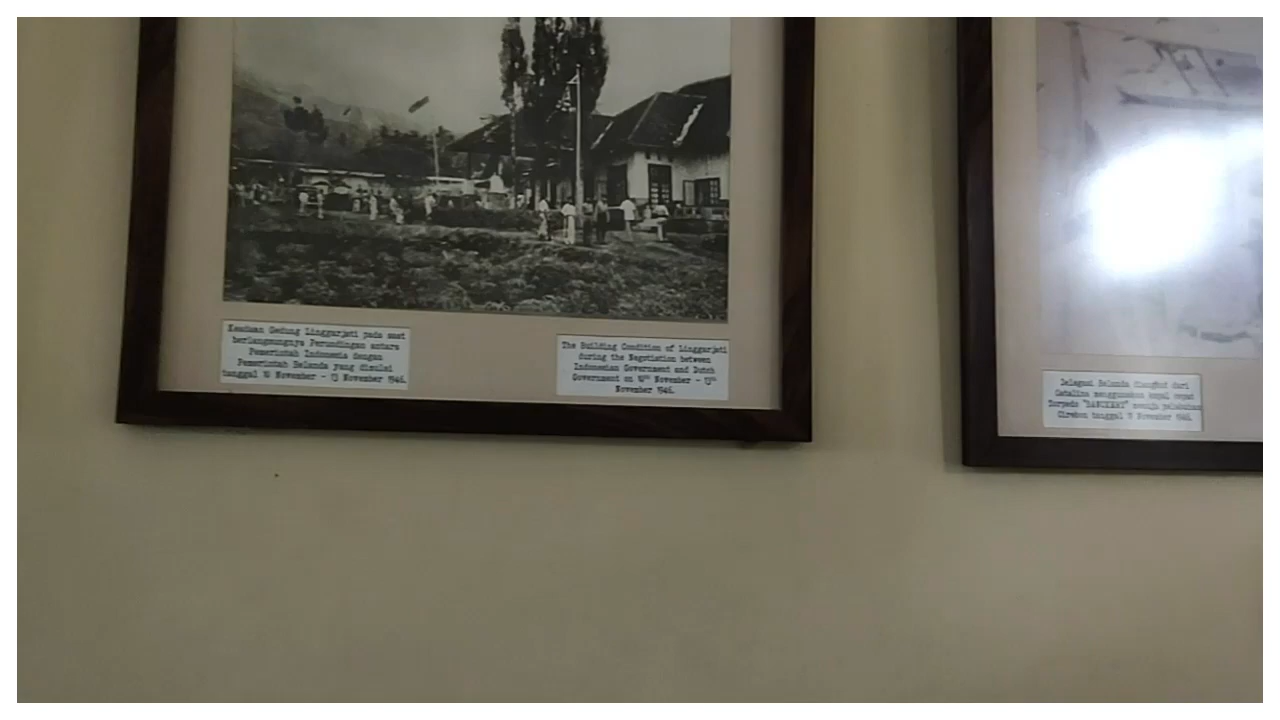 Keadaan Gedung Linggarjati pada saat
berlangsungnya Perundingan antara
Pemerintah Indonesia dengan
Pemerintah Belanda yang dimulai
tanggal 10 November - 13 November 1946.
The Building Condition of Linggarjati
during the Negotiation between
Indonesian Government and Dutch
Government on 10th November - 13th
November 1946.
Delegasi Belanda diangkut dari
Catalina menggunakan kapal cepat
Torpedo "BANCKERT" menuju pelabuhan
Cirebon tanggal 11 November 1946.